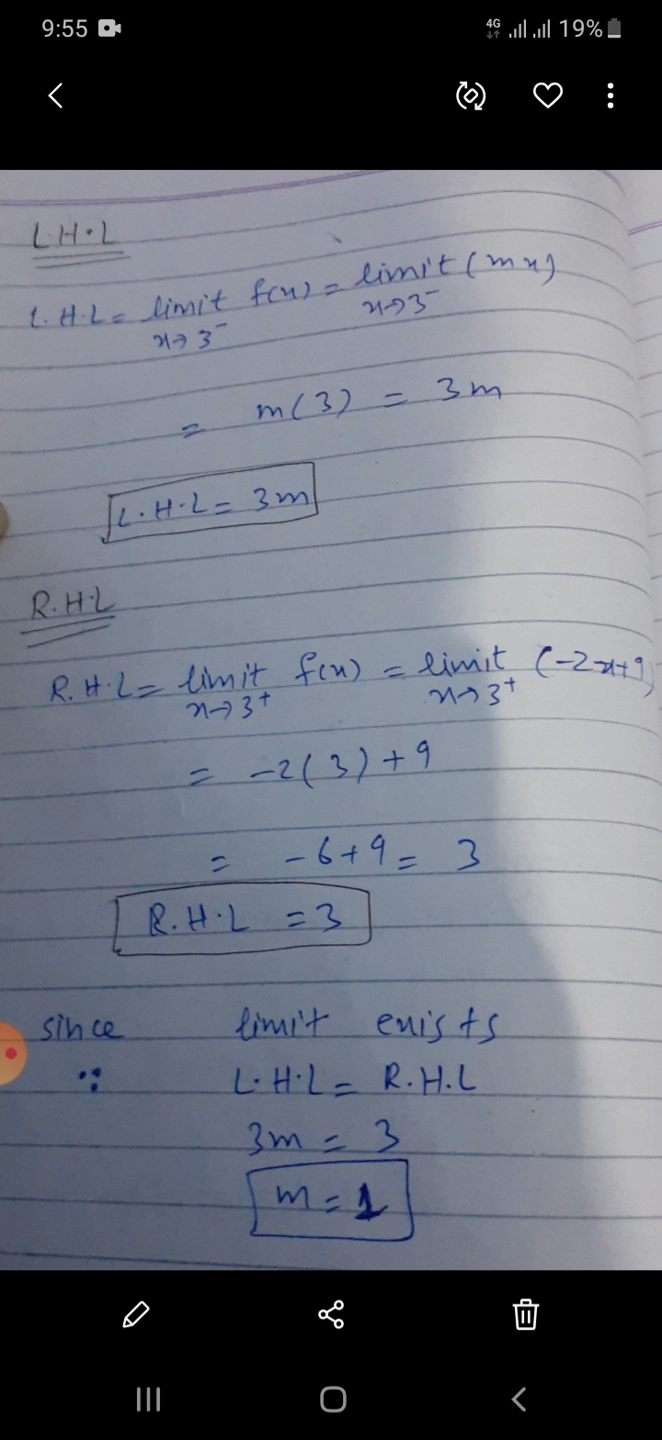 9:55 4G 19%
L.H.L
L.H.L = limit f(x) = limit (mx)
x→3⁻ x→3⁻
= m(3) = 3m
L.H.L = 3m
R.H.L
R.H.L = limit f(x) = limit (-2x+9)
x→3⁺ x→3⁺
= -2(3)+9
= -6+9 = 3
R.H.L = 3
since limit exists
∵ L.H.L = R.H.L
3m = 3
m = 1